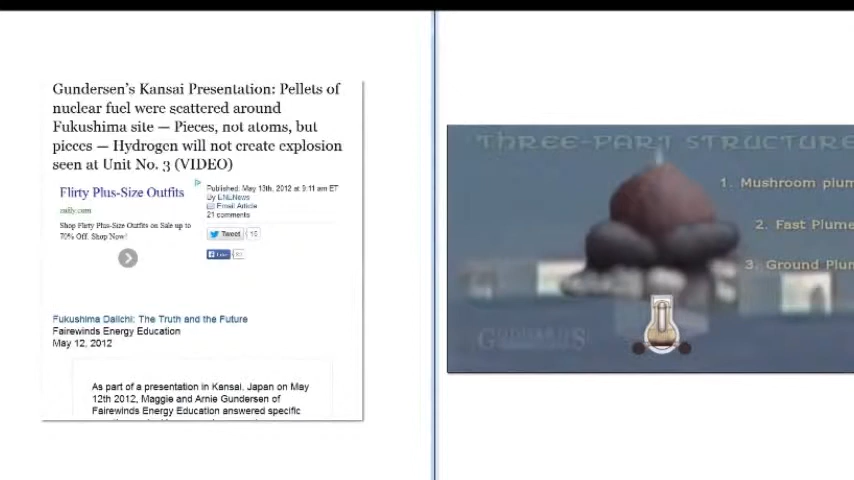 Gundersen's Kansai Presentation: Pellets of
nuclear fuel were scattered around
Fukushima site — Pieces, not atoms, but
pieces — Hydrogen will not create explosion
seen at Unit No. 3 (VIDEO)
Flirty Plus-Size Outfits
zulily.com
Shop Flirty Plus-Size Outfits on Sale up to
70% Off. Shop Now!
Published: May 13th, 2012 at 9:11 am ET
By ENENews
Email Article
21 comments
Tweet 15
Like
Fukushima Daiichi: The Truth and the Future
Fairewinds Energy Education
May 12, 2012
As part of a presentation in Kansai, Japan on May
12th 2012, Maggie and Arnie Gundersen of
Fairewinds Energy Education answered specific
THREE-PART STRUCTURE
1. Mushroom plum
2. Fast Plume
3. Ground Plum